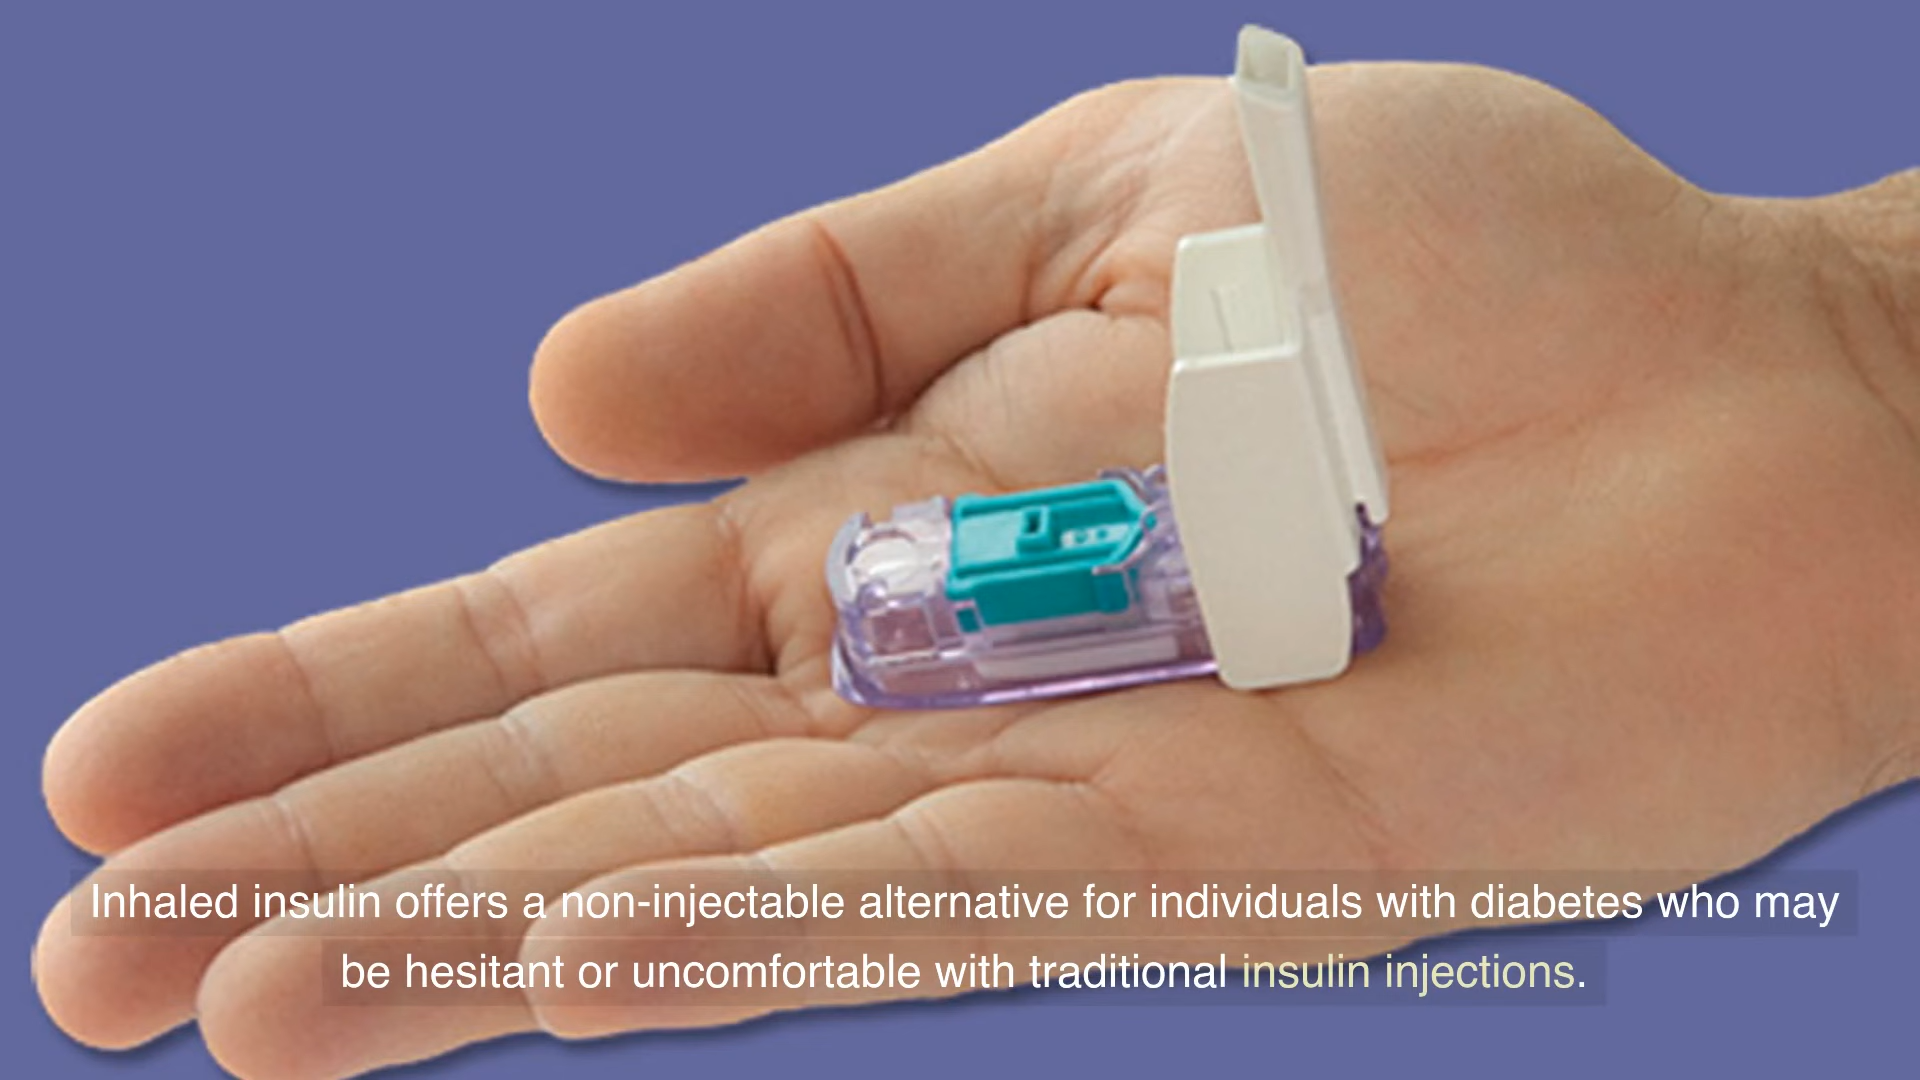 Inhaled insulin offers a non-injectable alternative for individuals with diabetes who may
be hesitant or uncomfortable with traditional insulin injections.